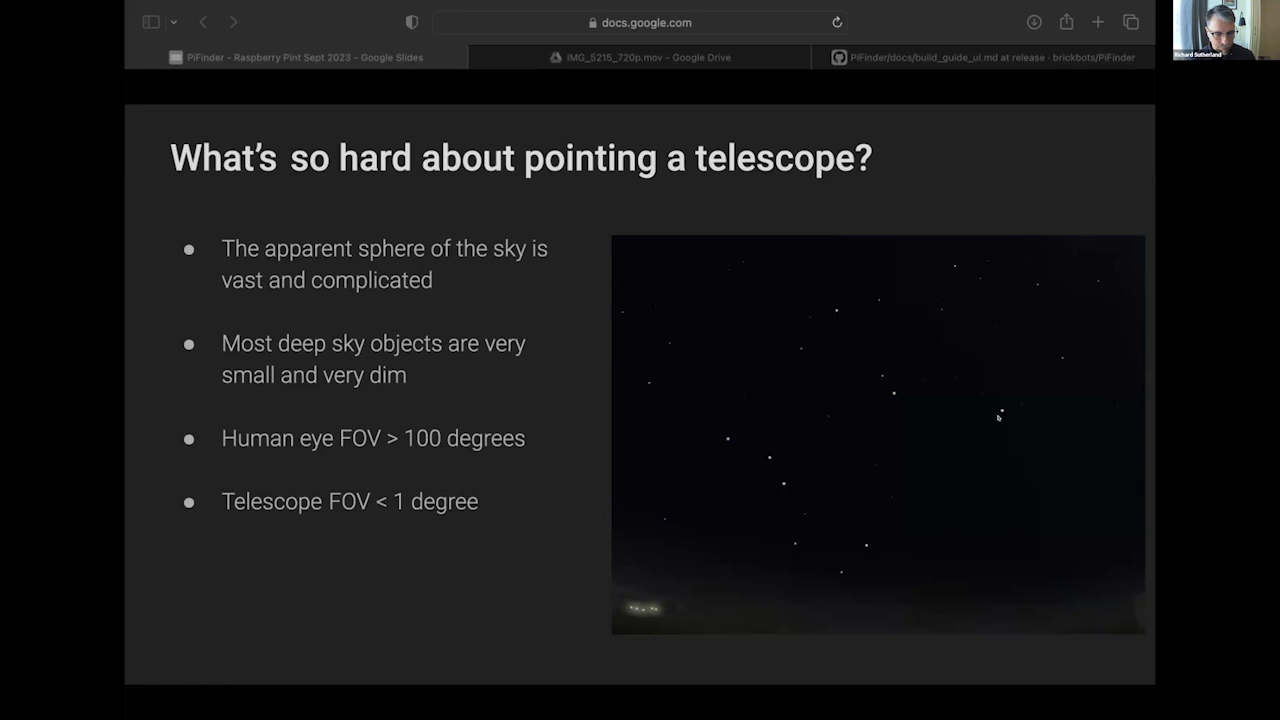 docs.google.com
PiFinder - Raspberry Pint Sept 2023 - Google Slides
IMG_5215_720p.mov - Google Drive
PiFinder/docs/build_guide_ui.md at release · brickbots/PiFinder
Richard Sutherland
What's so hard about pointing a telescope?
● The apparent sphere of the sky is
vast and complicated
● Most deep sky objects are very
small and very dim
● Human eye FOV > 100 degrees
● Telescope FOV < 1 degree